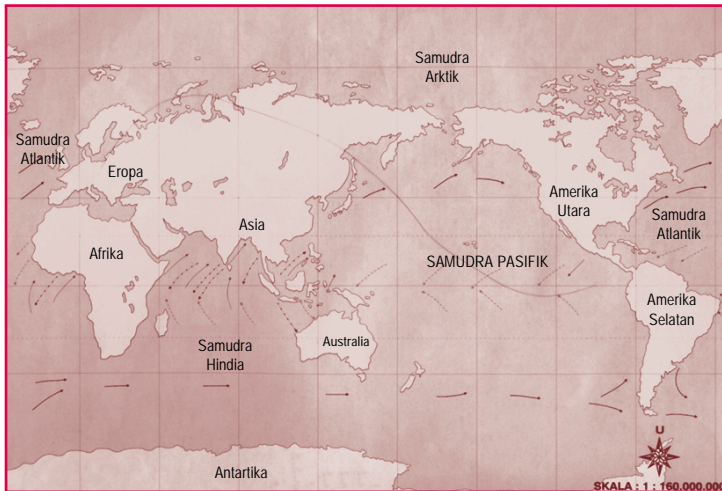 Samudra
Arktik
Samudra
Atlantik
Eropa
Asia
Amerika
Utara
Samudra
Atlantik
Afrika
SAMUDRA PASIFIK
Amerika
Selatan
Samudra
Hindia
Australia
Antartika
U
SKALA : 1 : 160.000.000